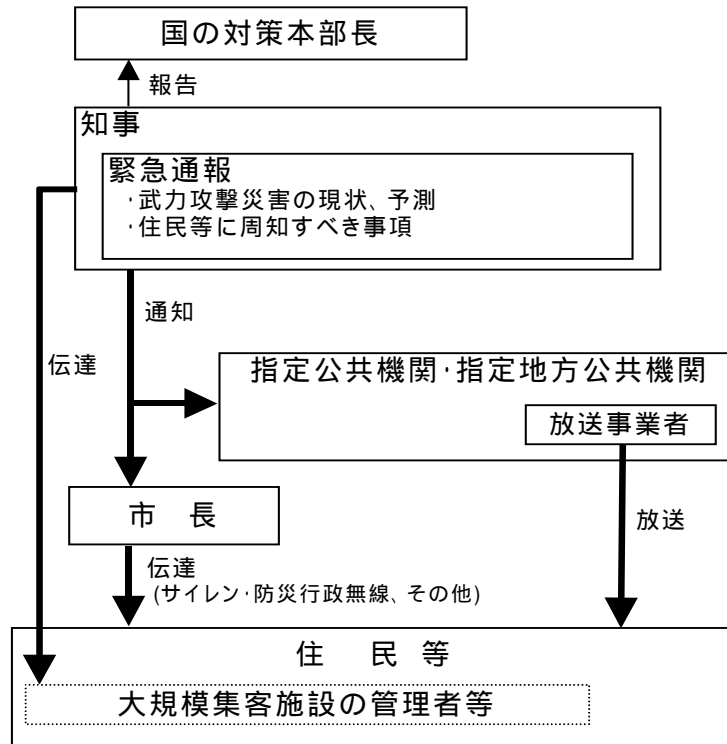 国の対策本部長
報告
知事
緊急通報
・武力攻撃災害の現状、予測
・住民等に周知すべき事項
通知
伝達
指定公共機関・指定地方公共機関
放送事業者
市 長
放送
伝達
(サイレン・防災行政無線、その他)
住 民 等
大規模集客施設の管理者等